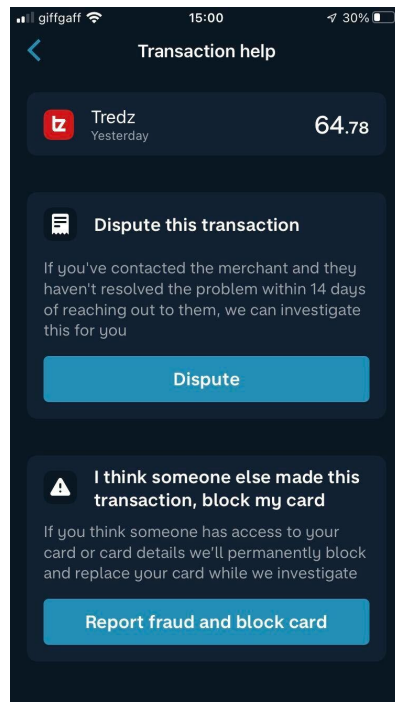 giffgaff 15:00 30%
Transaction help
tz Tredz 64.78
Yesterday
Dispute this transaction
If you've contacted the merchant and they
haven't resolved the problem within 14 days
of reaching out to them, we can investigate
this for you
Dispute
I think someone else made this
transaction, block my card
If you think someone has access to your
card or card details we'll permanently block
and replace your card while we investigate
Report fraud and block card